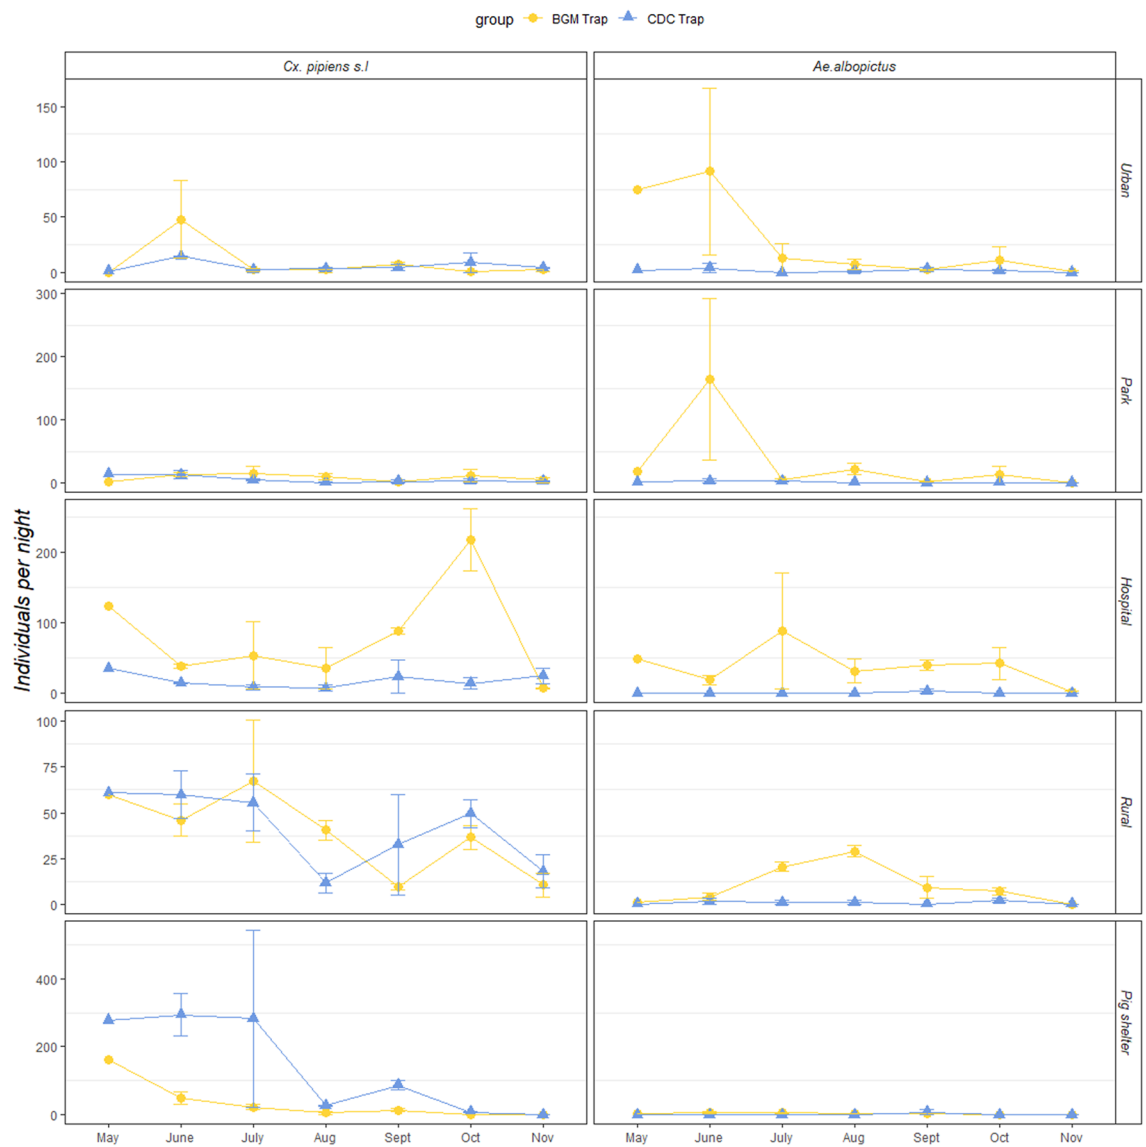 group BGM Trap CDC Trap
Cx. pipiens s.l Ae.albopictus
150
100
50
0
Urban
300
200
100
0
Park
Individuals per night
200
100
0
Hospital
100
75
50
25
0
Rural
400
200
0
Pig shelter
May June July Aug Sept Oct Nov May June July Aug Sept Oct Nov